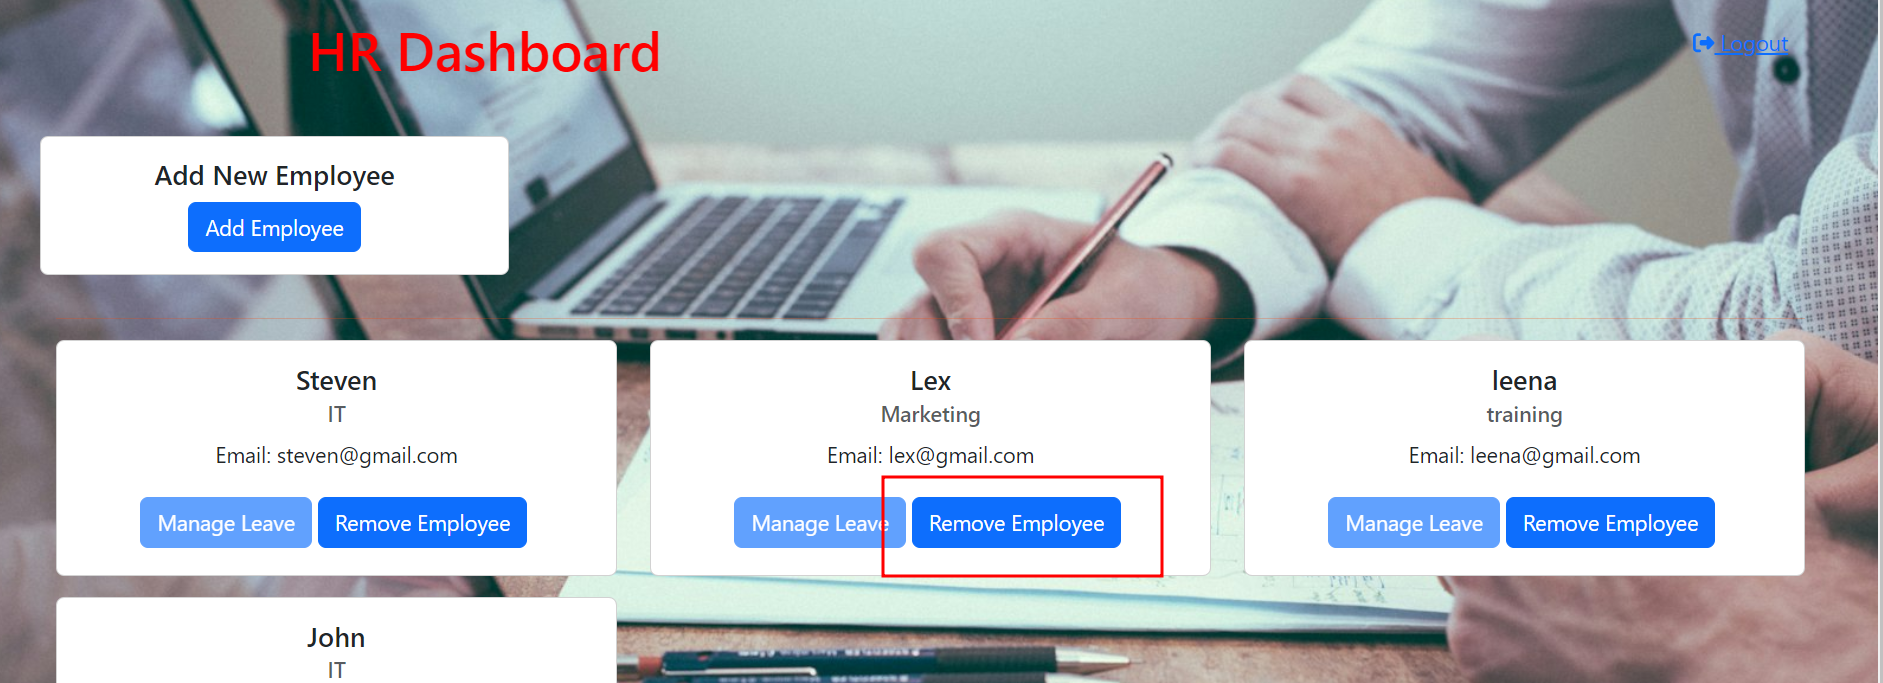 HR Dashboard
Logout
Add New Employee
Add Employee
Steven
IT
Email: steven@gmail.com
Manage Leave Remove Employee
Lex
Marketing
Email: lex@gmail.com
Manage Leave Remove Employee
leena
training
Email: leena@gmail.com
Manage Leave Remove Employee
John
IT